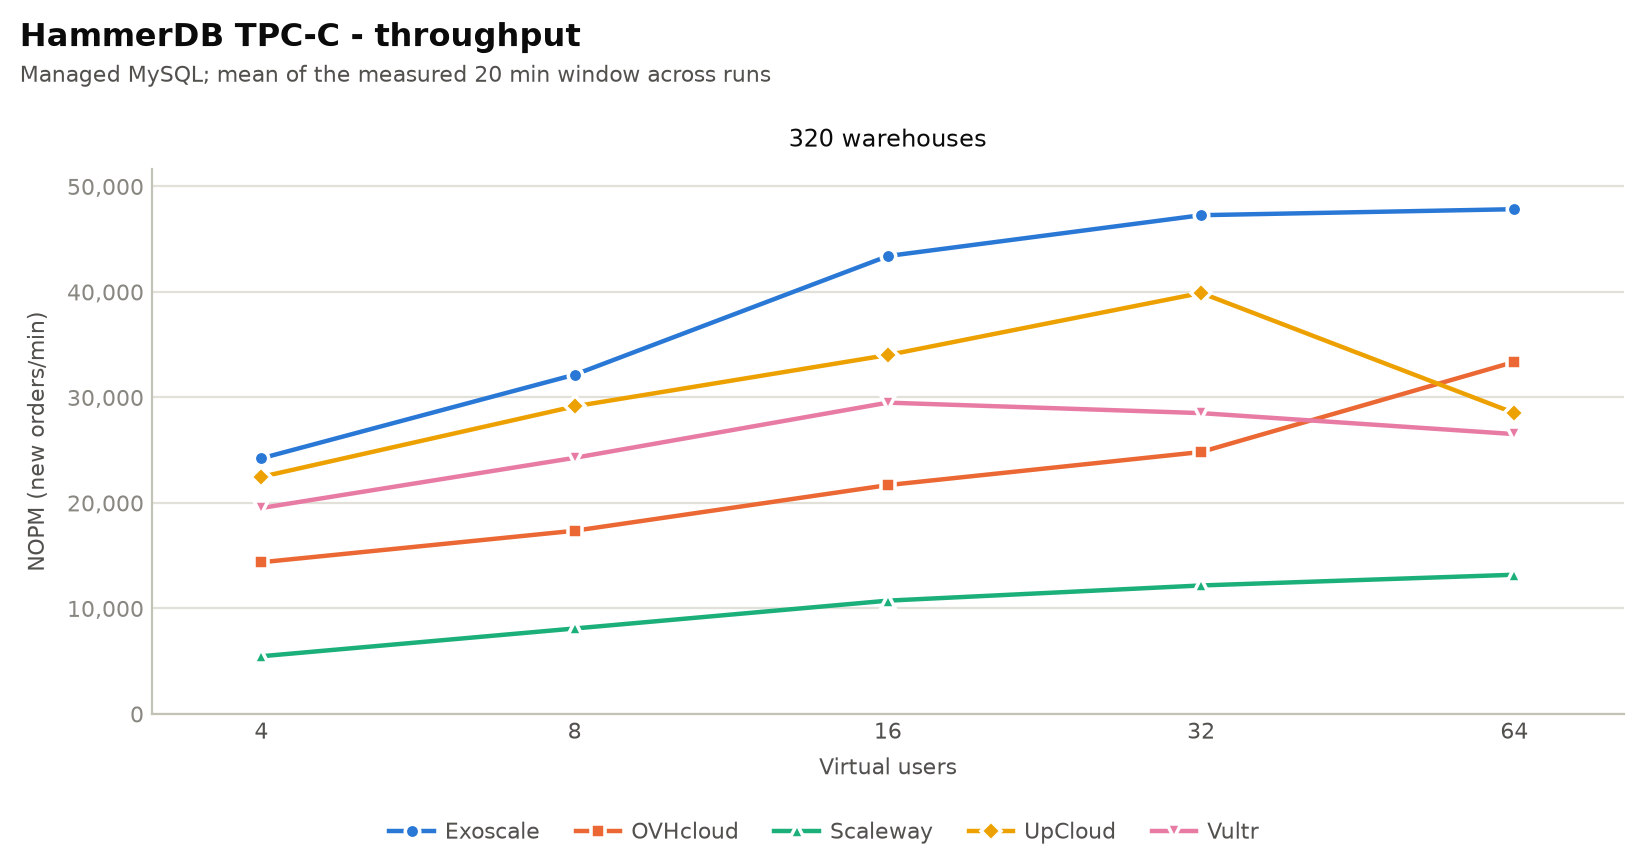 HammerDB TPC-C - throughput
Managed MySQL; mean of the measured 20 min window across runs
320 warehouses
NOPM (new orders/min)
50,000
40,000
30,000
20,000
10,000
0
4 8 16 32 64
Virtual users
Exoscale OVHcloud Scaleway UpCloud Vultr